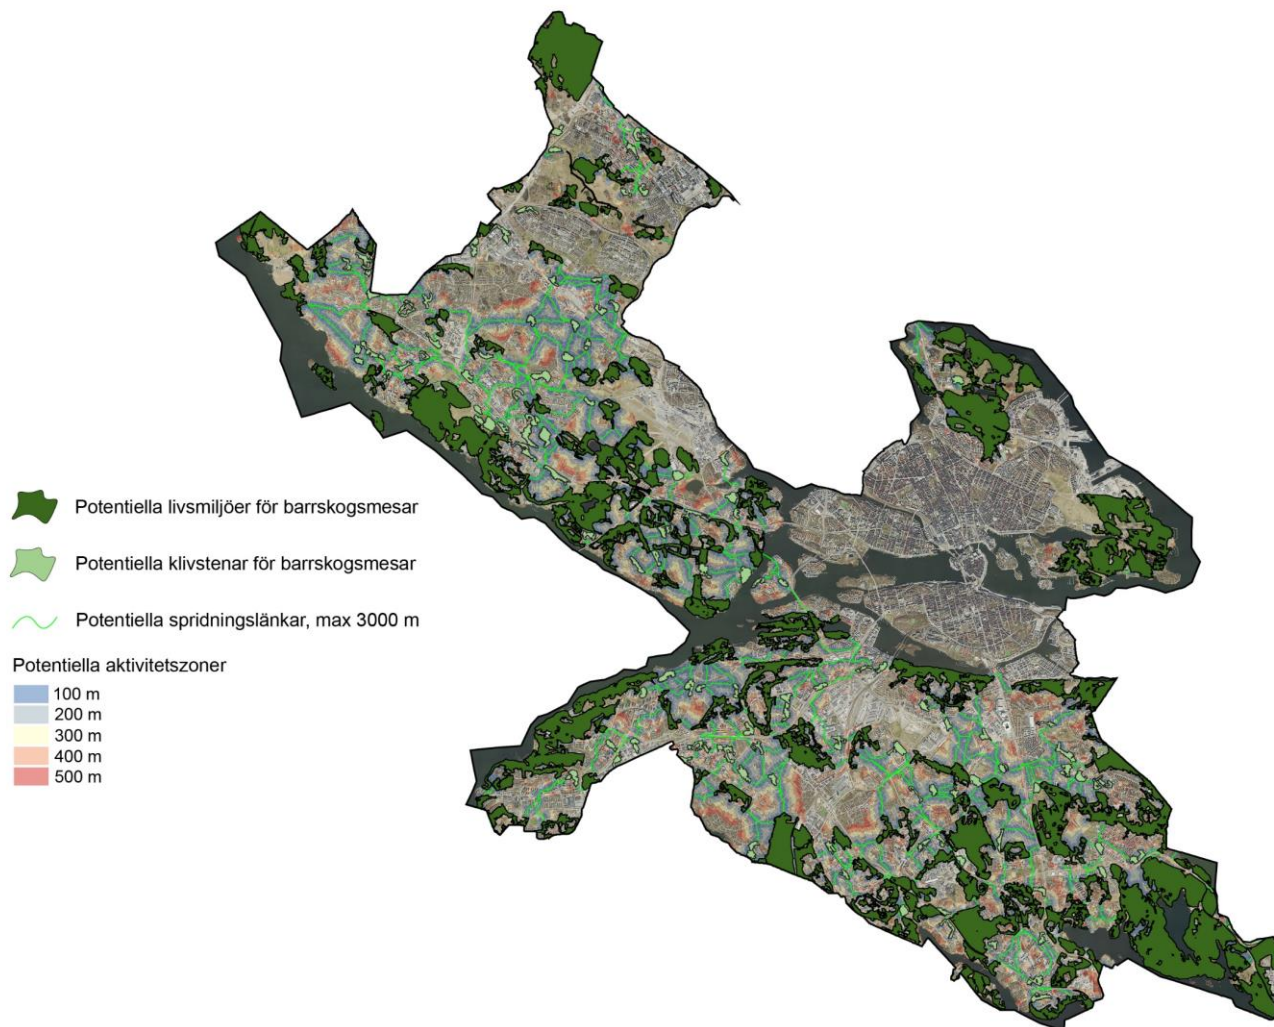 Potentiella livsmiljöer för barrskogsmesar
Potentiella klivstenar för barrskogsmesar
Potentiella spridningslänkar, max 3000 m
Potentiella aktivitetszoner
100 m
200 m
300 m
400 m
500 m